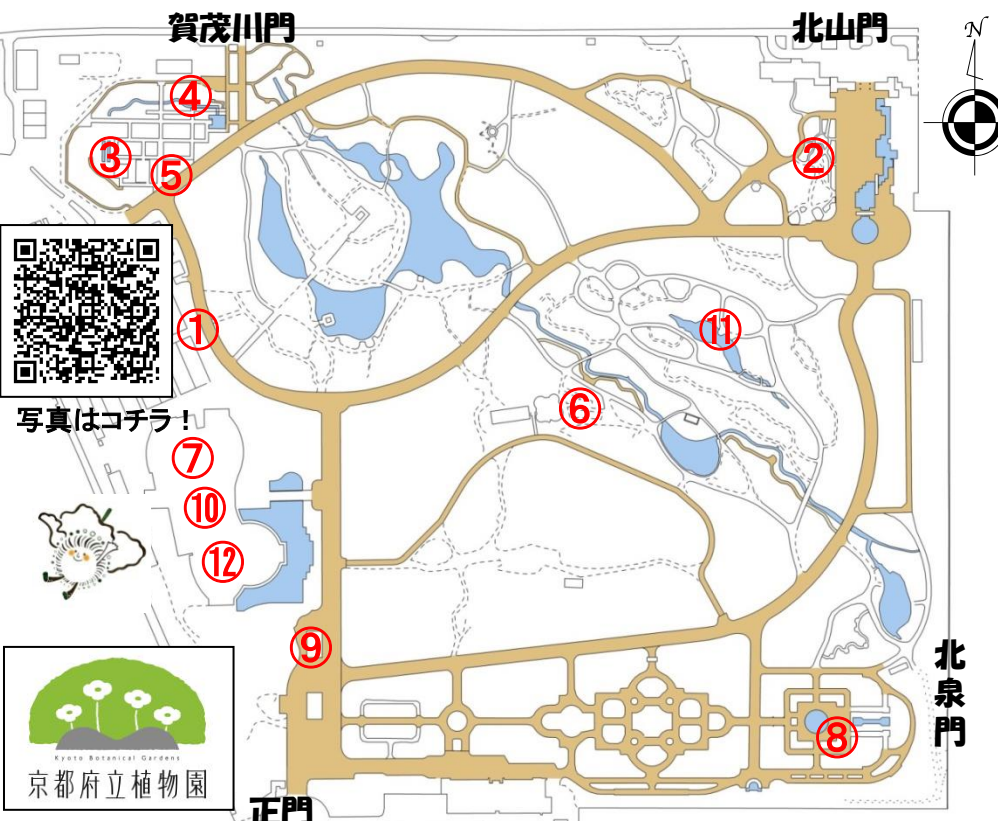 賀茂川門
北山門
N
④
③
⑤
②
①
⑪
写真はコチラ！
⑥
⑦
⑩
⑫
⑨
北泉門
⑧
Kyoto Botanical Gardens
京都府立植物園
正門